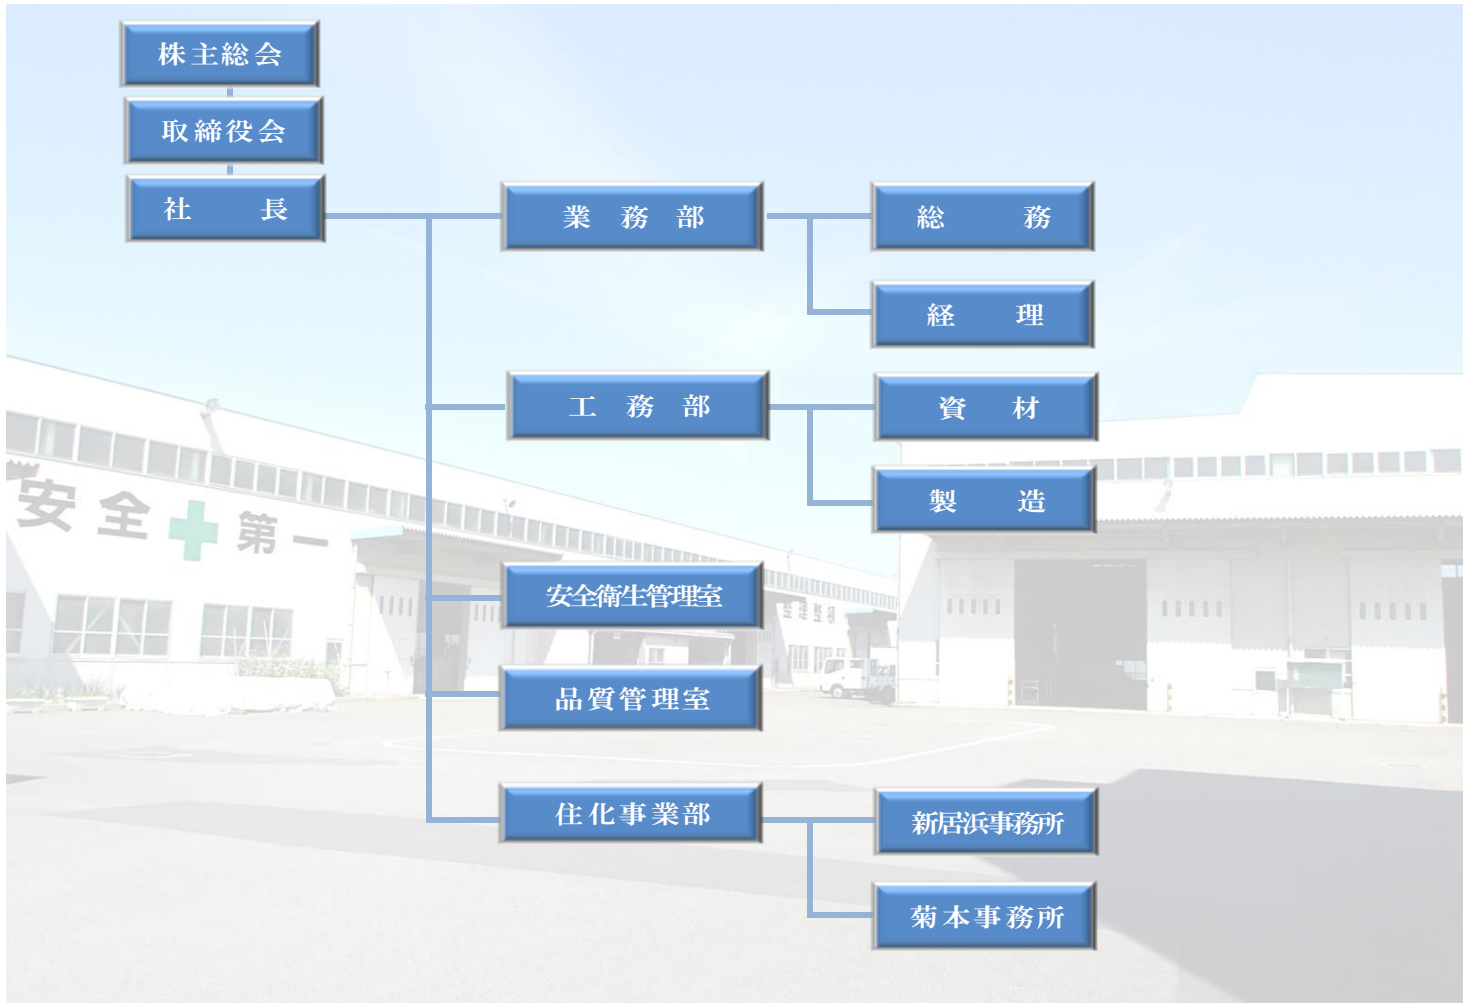 株主総会
取締役会
社長
業務部
総務
経理
工務部
資材
製造
安全第一
安全衛生管理室
品質管理室
住化事業部
新居浜事務所
菊本事務所